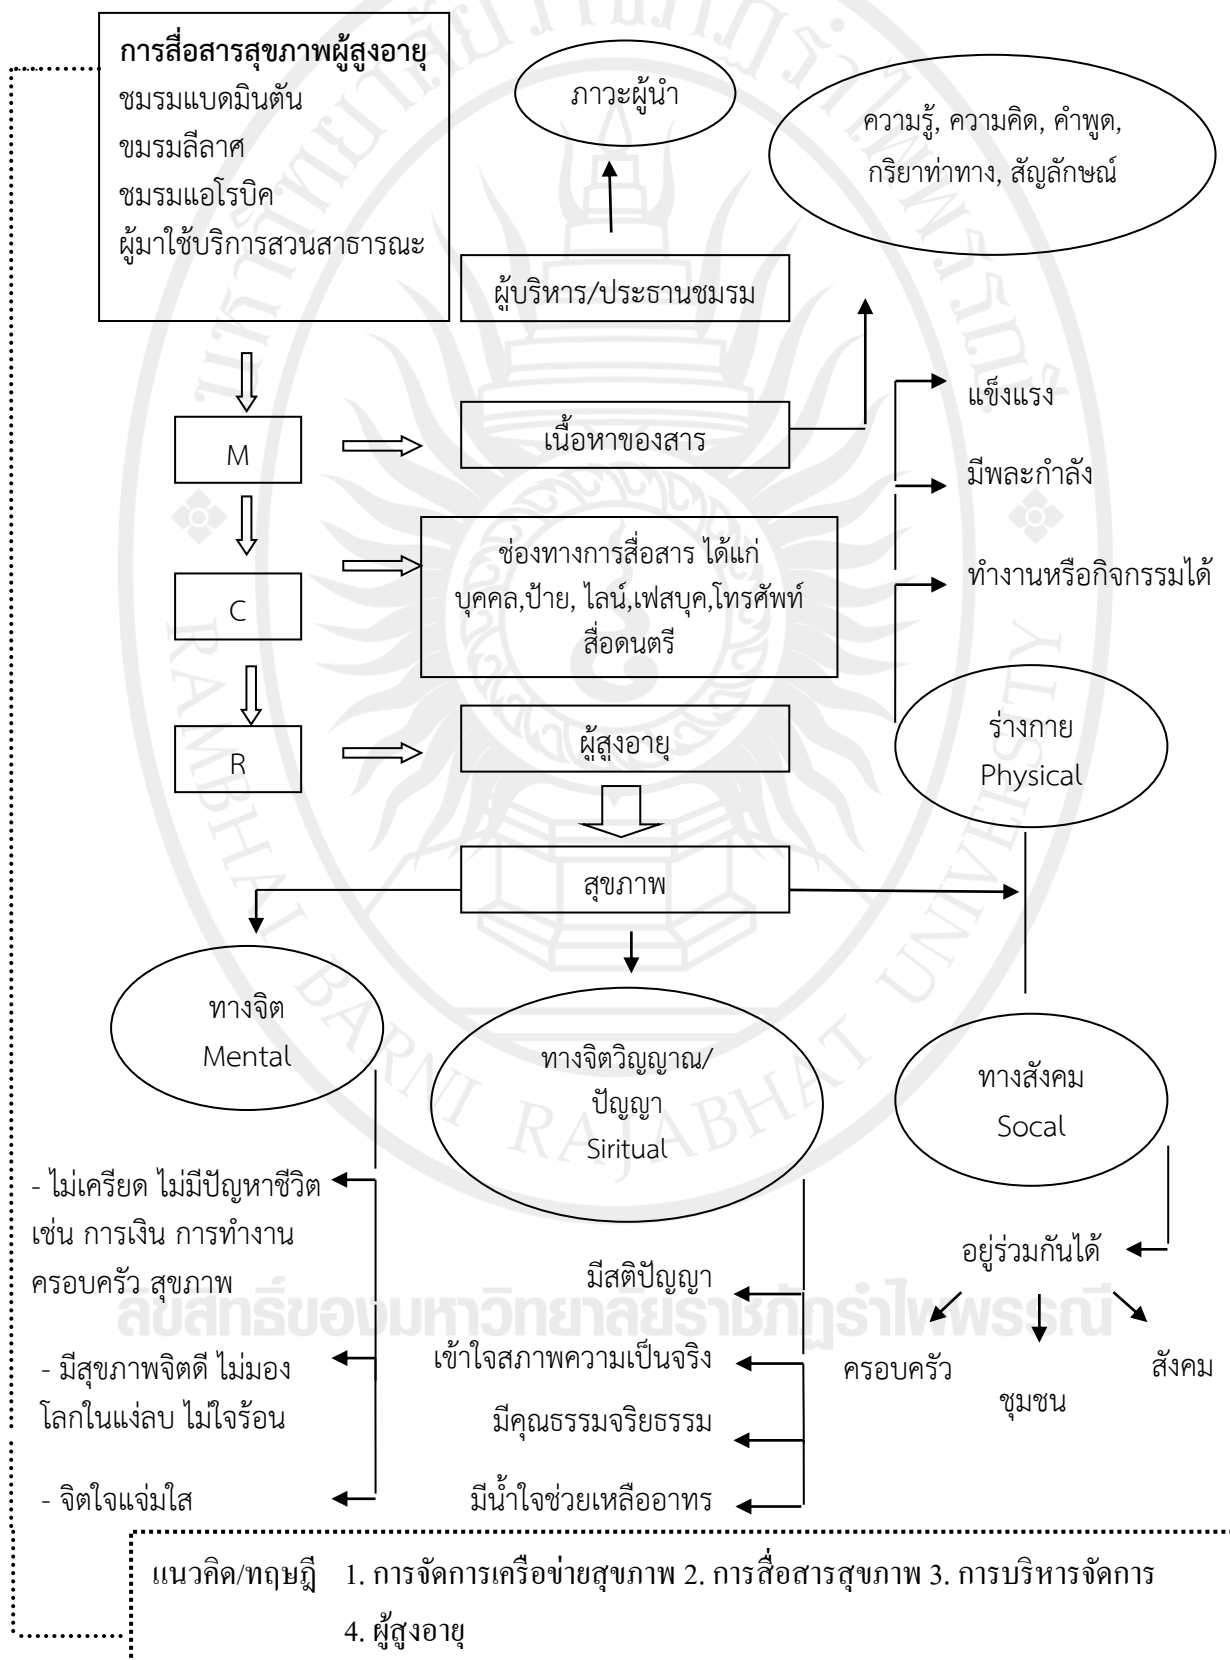 การสื่อสารสุขภาพผู้สูงอายุ
ชมรมแบดมินตัน
ขมรมลีลาศ
ชมรมแอโรบิค
ผู้มาใช้บริการสวนสาธารณะ
ภาวะผู้นำ
ความรู้, ความคิด, คำพูด,
กริยาท่าทาง, สัญลักษณ์
ผู้บริหาร/ประธานชมรม
M
เนื้อหาของสาร
แข็งแรง
มีพละกำลัง
ทำงานหรือกิจกรรมได้
C
ช่องทางการสื่อสาร ได้แก่
บุคคล,ป้าย, ไลน์,เฟสบุค,โทรศัพท์
สื่อดนตรี
R
ผู้สูงอายุ
ร่างกาย
Physical
สุขภาพ
ทางจิต
Mental
ทางจิตวิญญาณ/
ปัญญา
Siritual
ทางสังคม
Socal
- ไม่เครียด ไม่มีปัญหาชีวิต
เช่น การเงิน การทำงาน
ครอบครัว สุขภาพ
- มีสุขภาพจิตดี ไม่มอง
โลกในแง่ลบ ไม่ใจร้อน
- จิตใจแจ่มใส
มีสติปัญญา
เข้าใจสภาพความเป็นจริง
มีคุณธรรมจริยธรรม
มีน้ำใจช่วยเหลืออาทร
อยู่ร่วมกันได้
ครอบครัว
ชุมชน
สังคม
แนวคิด/ทฤษฎี 1. การจัดการเครือข่ายสุขภาพ 2. การสื่อสารสุขภาพ 3. การบริหารจัดการ
4. ผู้สูงอายุ
มหาวิทยาลัยราชภัฏรำไพพรรณี
RAMBHAI BARNI RAJABHAT UNIVERSITY
ลิขสิทธิ์ของมหาวิทยาลัยราชภัฏรำไพพรรณี